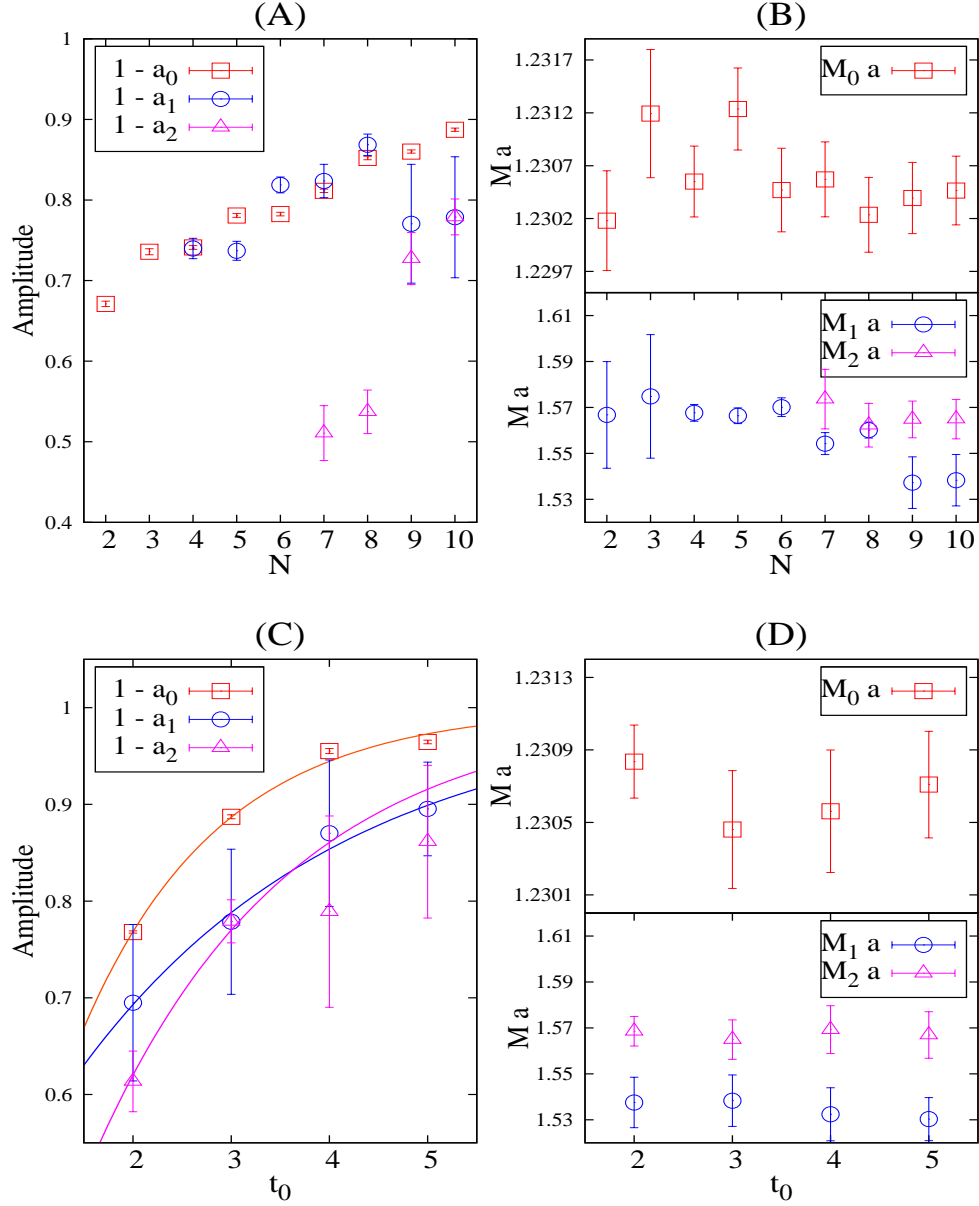 (A)
1 - a0
1 - a1
1 - a2
1
0.9
0.8
0.7
0.6
0.5
0.4
Amplitude
2 3 4 5 6 7 8 9 10
N
(B)
M0 a
1.2317
1.2312
1.2307
1.2302
1.2297
M a
M1 a
M2 a
1.61
1.59
1.57
1.55
1.53
M a
2 3 4 5 6 7 8 9 10
N
(C)
1 - a0
1 - a1
1 - a2
1
0.9
0.8
0.7
0.6
Amplitude
2 3 4 5
t0
(D)
M0 a
1.2313
1.2309
1.2305
1.2301
M a
M1 a
M2 a
1.61
1.59
1.57
1.55
1.53
M a
2 3 4 5
t0